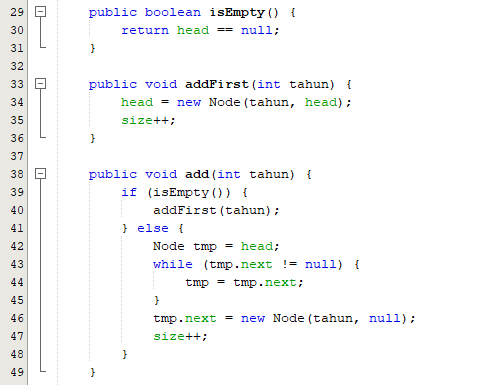 29 public boolean isEmpty() {
30 return head == null;
31 }
32
33 public void addFirst(int tahun) {
34 head = new Node(tahun, head);
35 size++;
36 }
37
38 public void add(int tahun) {
39 if (isEmpty()) {
40 addFirst(tahun);
41 } else {
42 Node tmp = head;
43 while (tmp.next != null) {
44 tmp = tmp.next;
45 }
46 tmp.next = new Node(tahun, null);
47 size++;
48 }
49 }